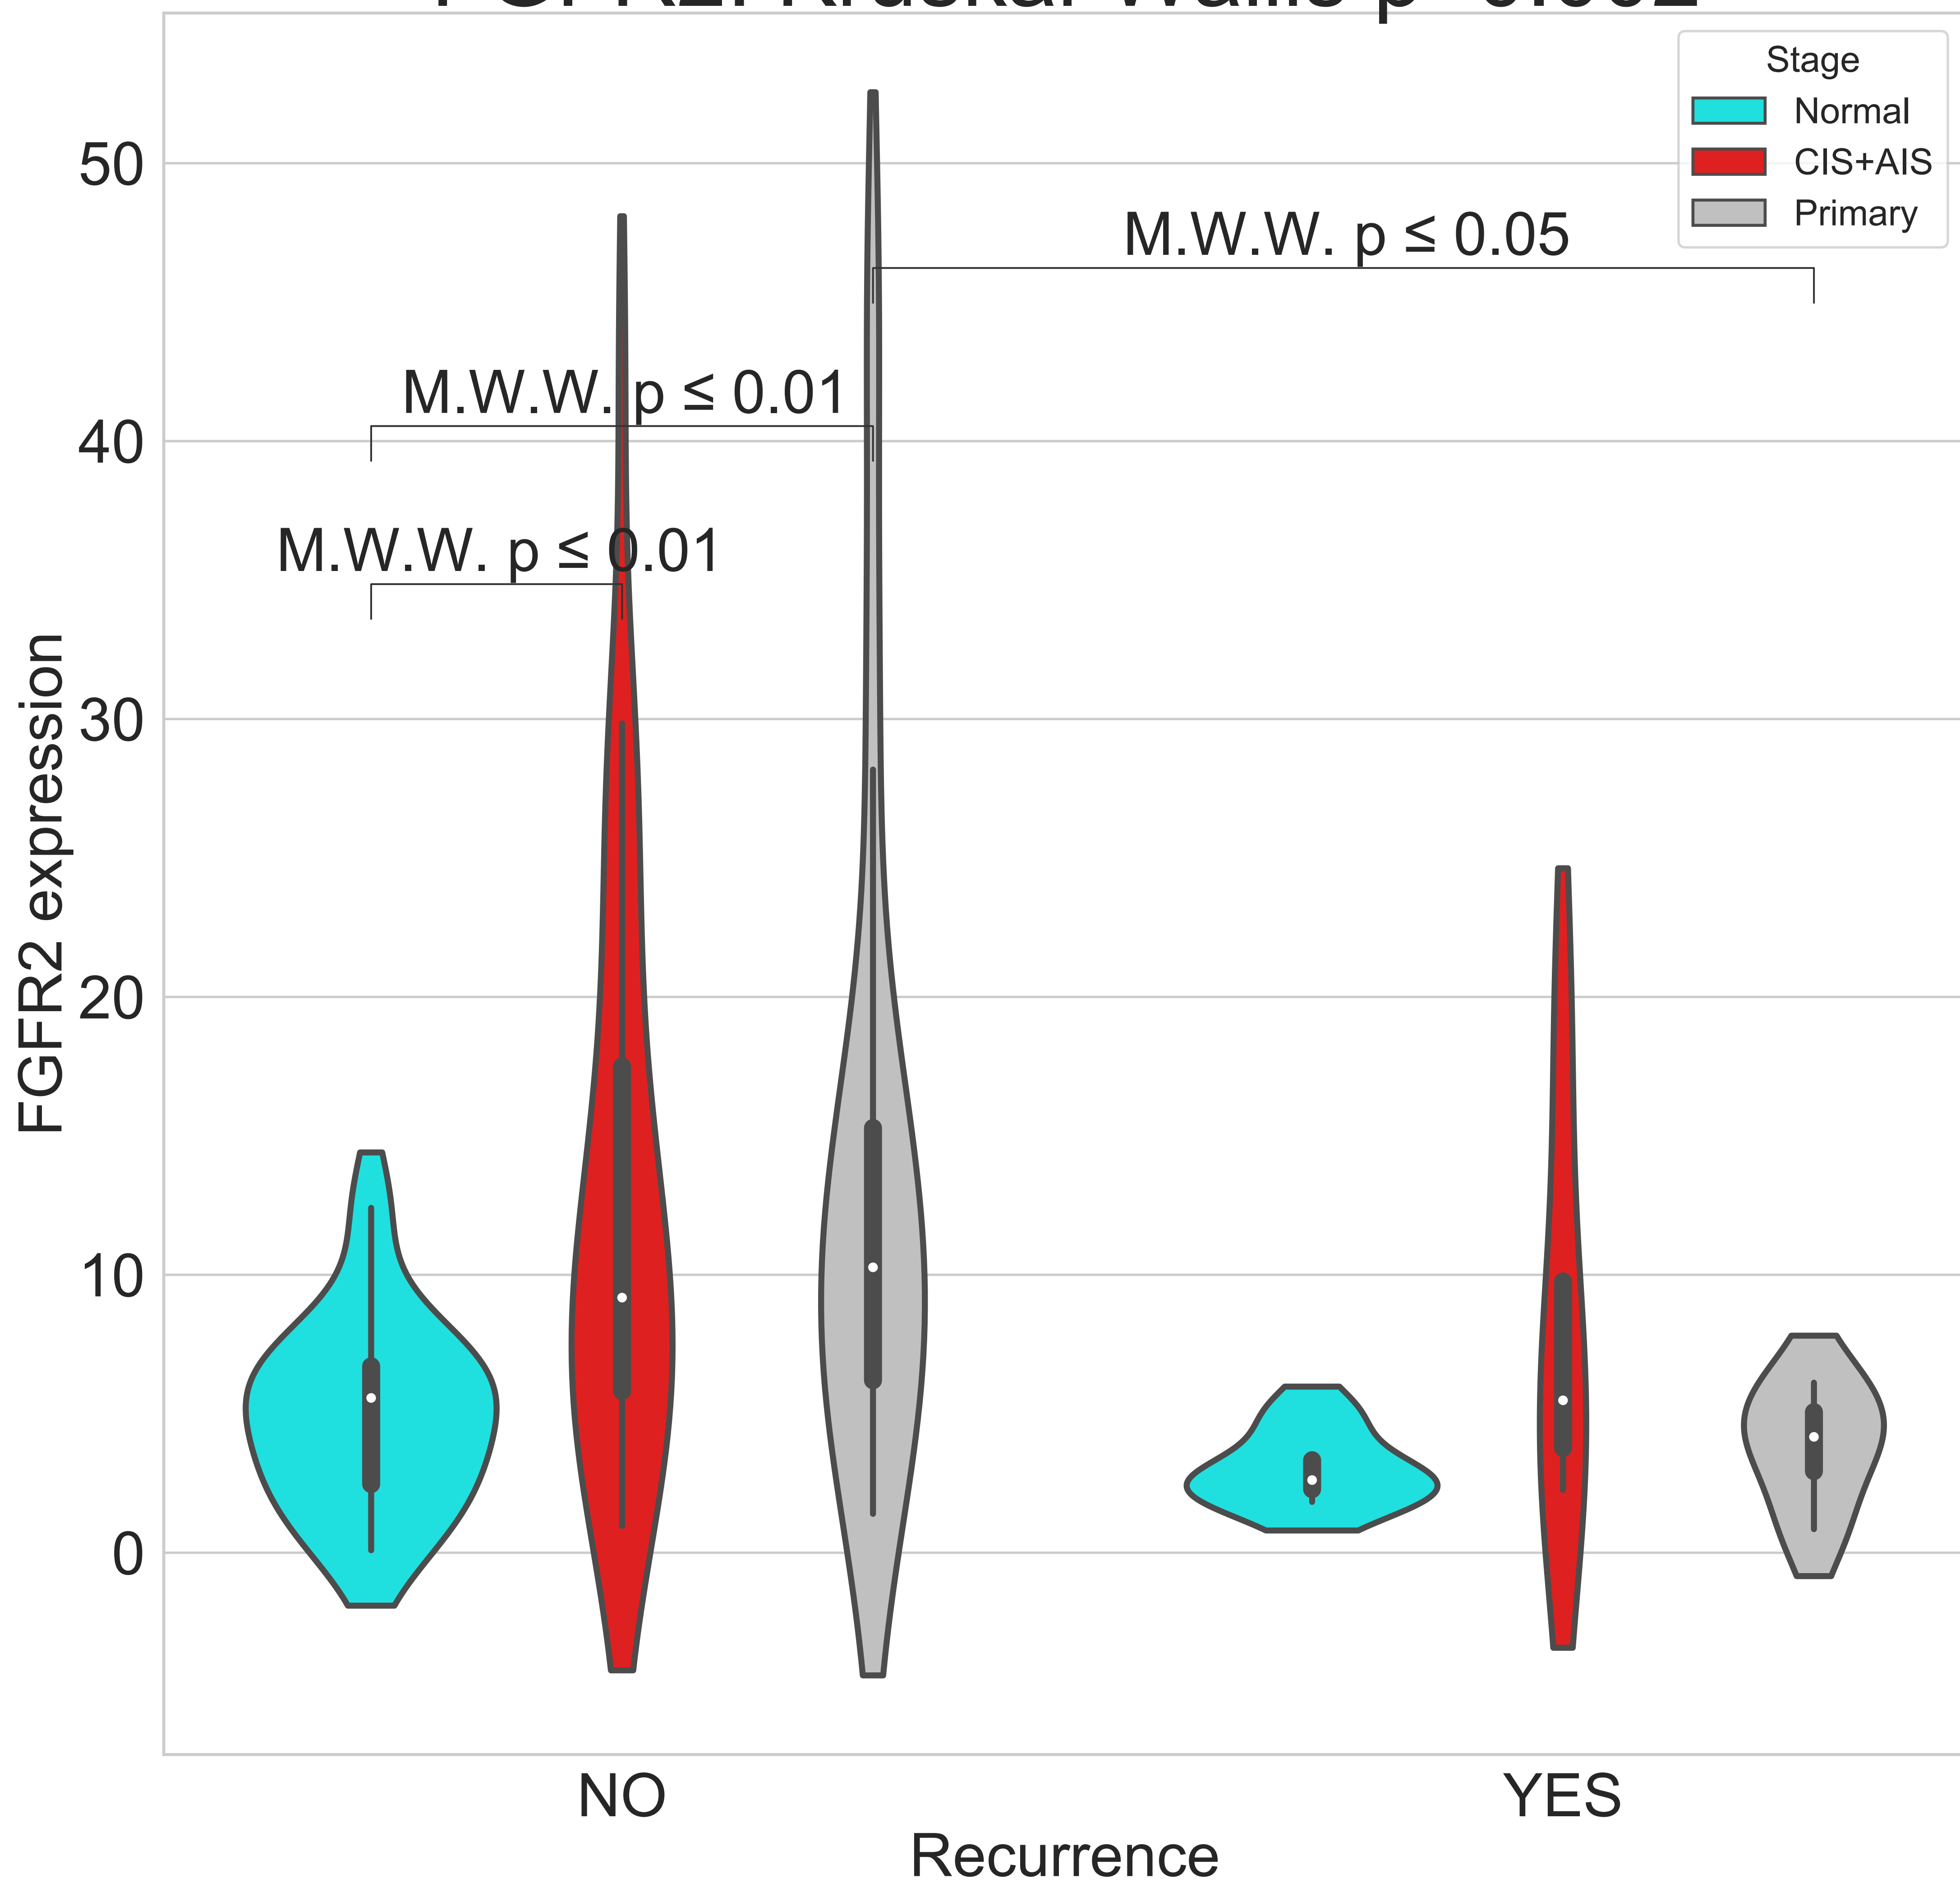 Stage
Normal
CIS+AIS
Primary
50
40
30
20
10
0
FGFR2 expression
M.W.W. p ≤ 0.05
M.W.W. p ≤ 0.01
M.W.W. p ≤ 0.01
NO
YES
Recurrence